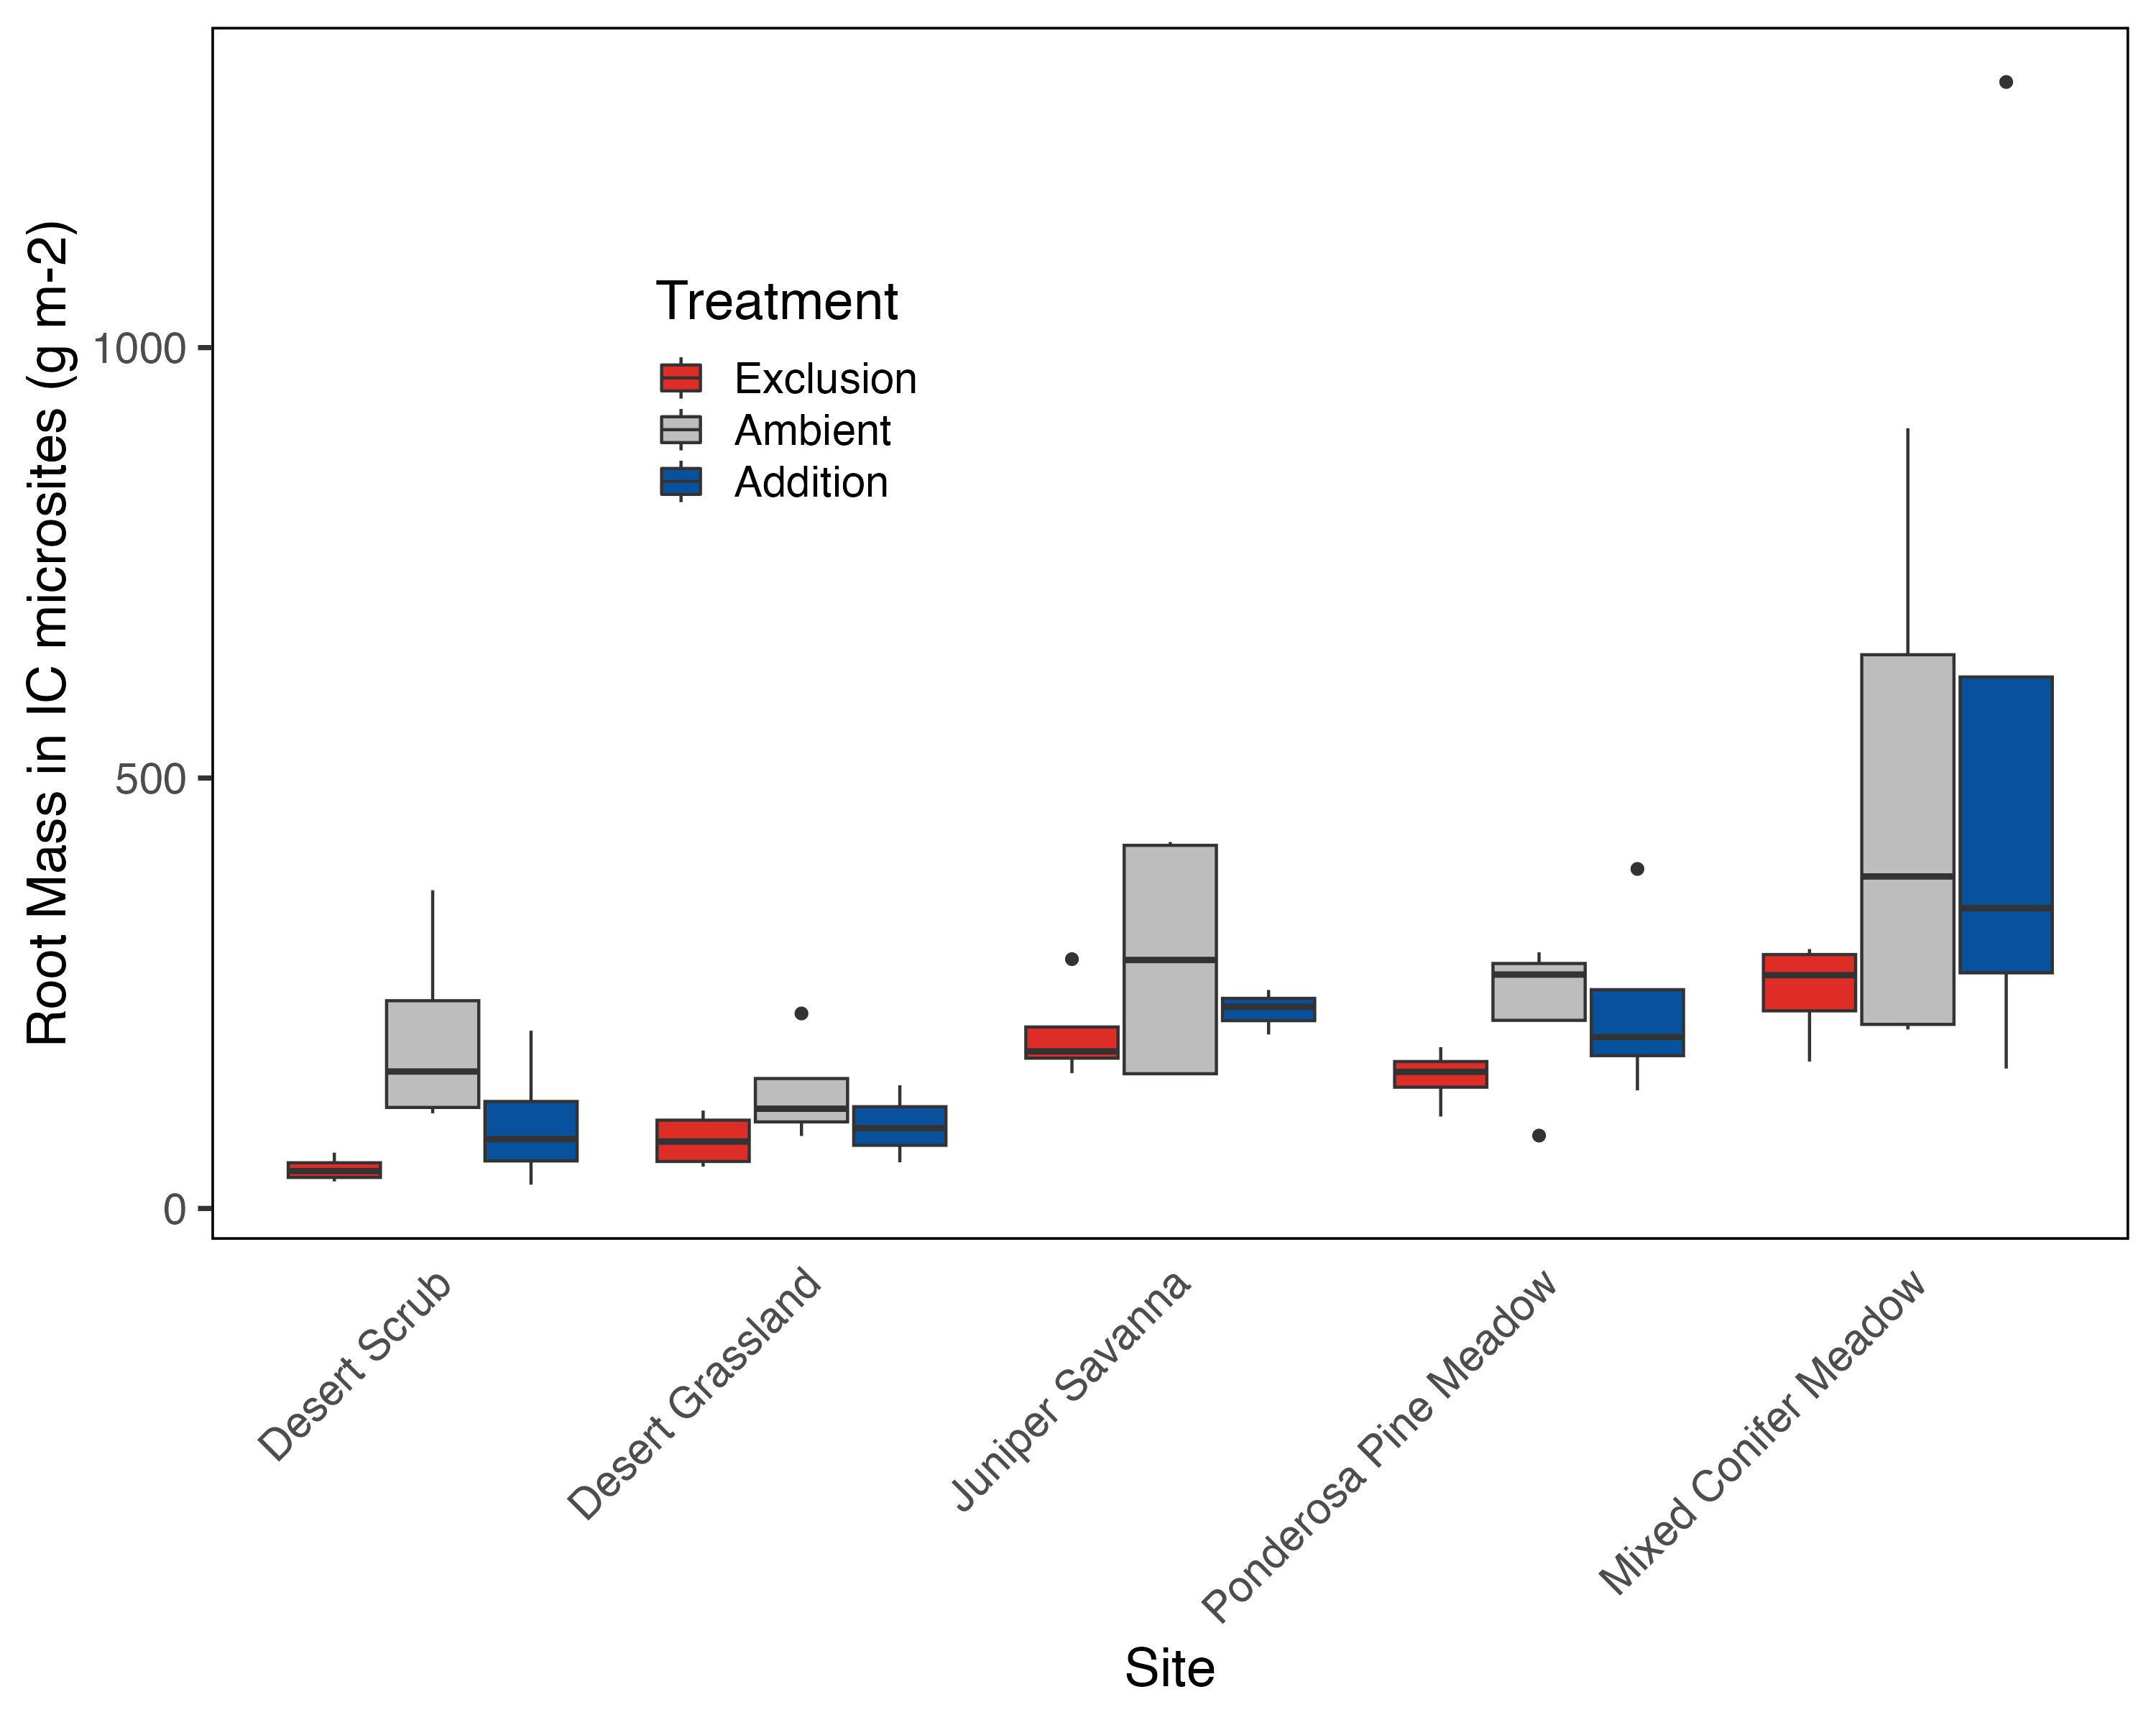 Root Mass in IC microsites (g m-2)
1000
500
0
Treatment
Exclusion
Ambient
Addition
Desert Scrub
Desert Grassland
Juniper Savanna
Ponderosa Pine Meadow
Mixed Conifer Meadow
Site